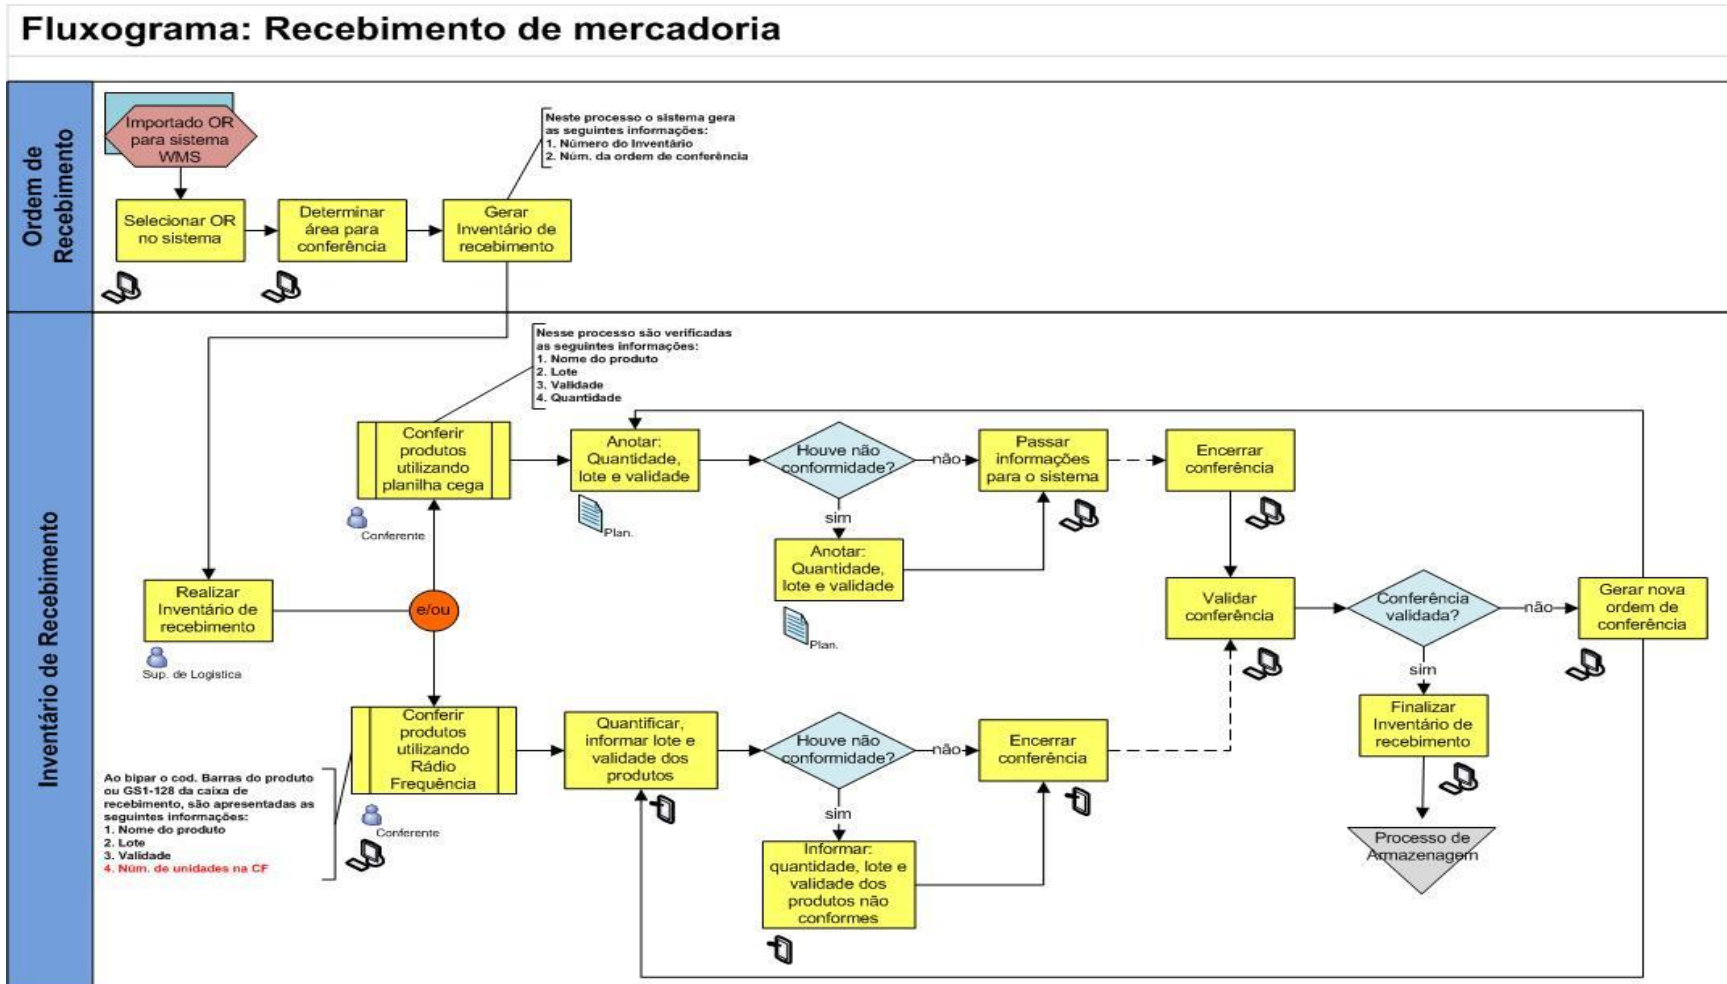 Fluxograma: Recebimento de mercadoria
Ordem de
Recebimento
Importado OR
para sistema
WMS
Selecionar OR
no sistema
Determinar
área para
conferência
Gerar
Inventário de
recebimento
Neste processo o sistema gera
as seguintes informações:
1. Número do Inventário
2. Núm. da ordem de conferência
Inventário de Recebimento
Realizar
Inventário de
recebimento
Sup. de Logistica
e/ou
Nesse processo são verificadas
as seguintes informações:
1. Nome do produto
2. Lote
3. Validade
4. Quantidade
Conferir
produtos
utilizando
planilha cega
Conferente
Anotar:
Quantidade,
lote e validade
Plan.
Houve não
conformidade?
não
sim
Anotar:
Quantidade,
lote e validade
Plan.
Passar
informações
para o sistema
Encerrar
conferência
Validar
conferência
Conferência
validada?
não
Gerar nova
ordem de
conferência
sim
Finalizar
Inventário de
recebimento
Processo de
Armazenagem
Conferir
produtos
utilizando
Rádio
Frequência
Conferente
Ao bipar o cod. Barras do produto
ou GS1-128 da caixa de
recebimento, são apresentadas as
seguintes informações:
1. Nome do produto
2. Lote
3. Validade
4. Núm. de unidades na CF
Quantificar,
informar lote e
validade dos
produtos
Houve não
conformidade?
não
sim
Informar:
quantidade, lote e
validade dos
produtos não
conformes
Encerrar
conferência